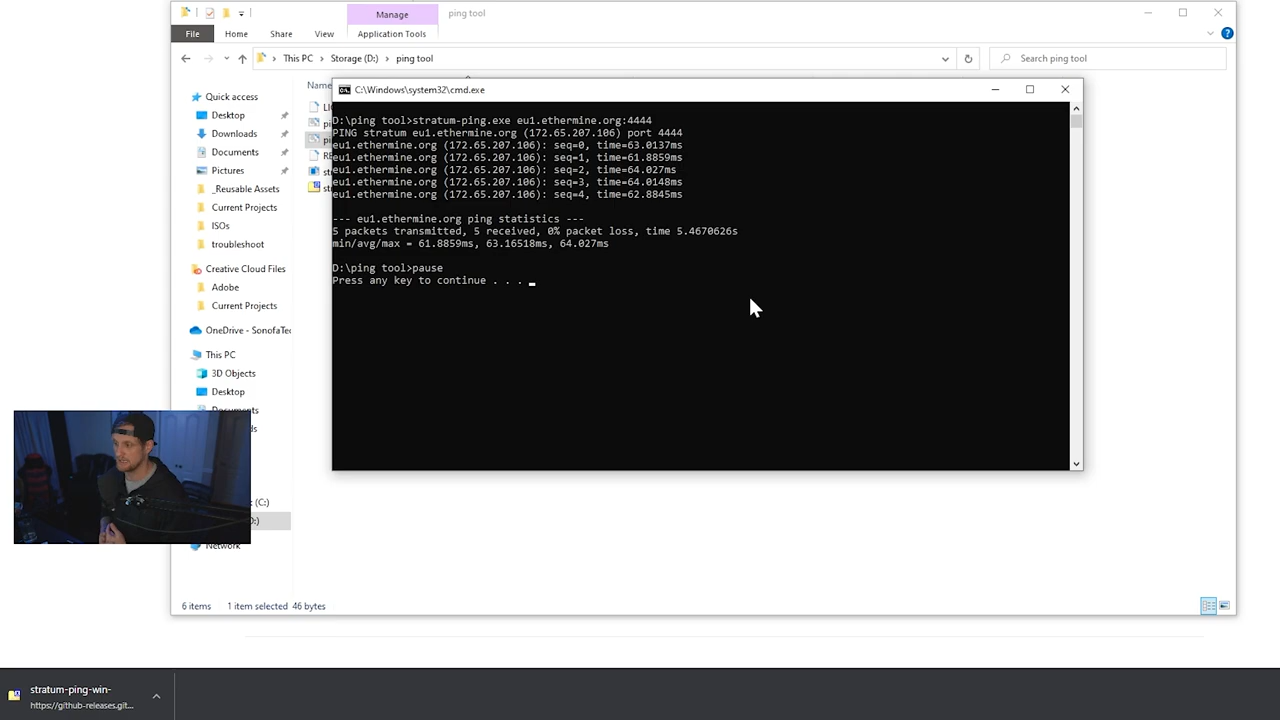 Manage
ping tool
File
Home
Share
View
Application Tools
This PC
Storage (D:)
ping tool
Search ping tool
Name
Quick access
Desktop
Downloads
Documents
Pictures
_Reusable Assets
Current Projects
ISOs
troubleshoot
Creative Cloud Files
Adobe
Current Projects
OneDrive - SonofaTec
This PC
3D Objects
Desktop
Documents
(C:)
Network
C:\Windows\system32\cmd.exe
D:\ping tool>stratum-ping.exe eu1.ethermine.org:4444
PING stratum eu1.ethermine.org (172.65.207.106) port 4444
eu1.ethermine.org (172.65.207.106): seq=0, time=63.0137ms
eu1.ethermine.org (172.65.207.106): seq=1, time=61.8859ms
eu1.ethermine.org (172.65.207.106): seq=2, time=64.027ms
eu1.ethermine.org (172.65.207.106): seq=3, time=64.0148ms
eu1.ethermine.org (172.65.207.106): seq=4, time=62.8845ms
--- eu1.ethermine.org ping statistics ---
5 packets transmitted, 5 received, 0% packet loss, time 5.4670626s
min/avg/max = 61.8859ms, 63.16518ms, 64.027ms
D:\ping tool>pause
Press any key to continue . . .
6 items
1 item selected
46 bytes
stratum-ping-win-
https://github-releases.git...